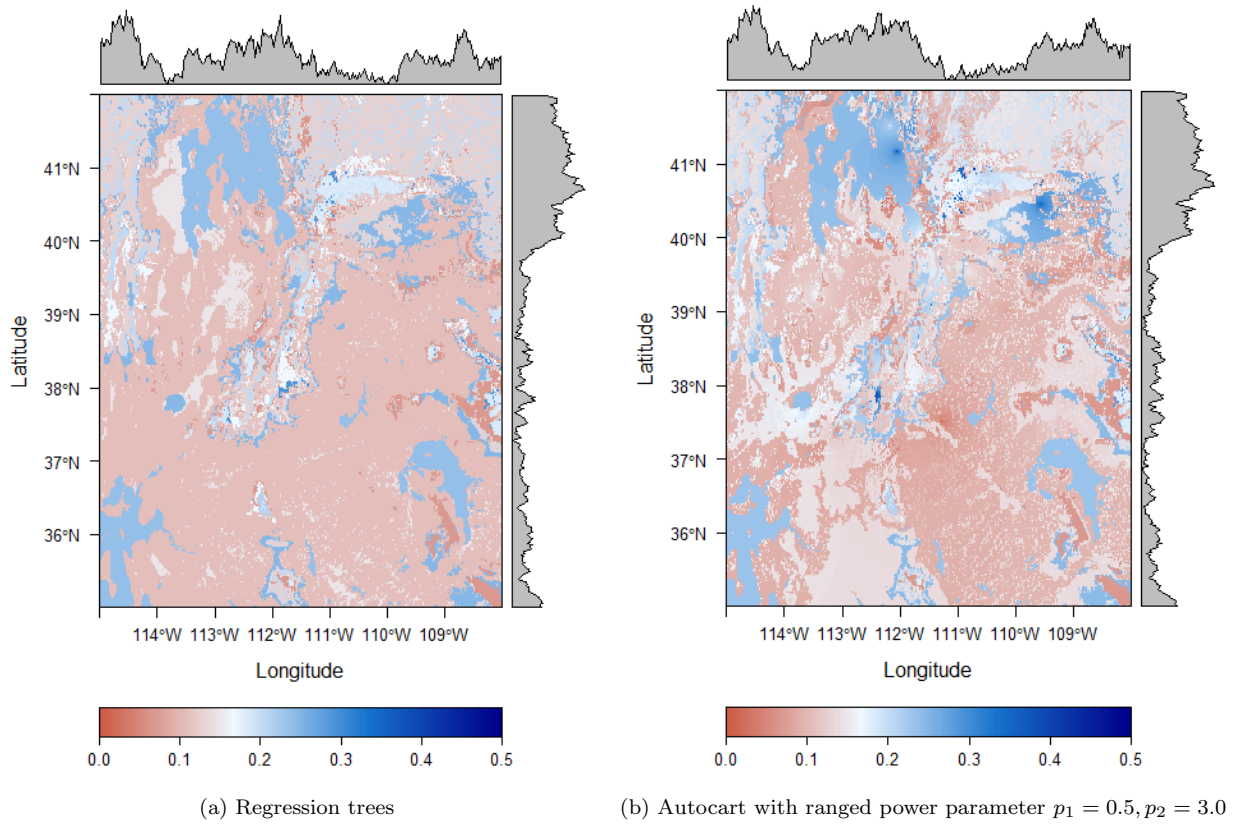 Latitude
41°N
40°N
39°N
38°N
37°N
36°N
114°W 113°W 112°W 111°W 110°W 109°W
Longitude
0.0 0.1 0.2 0.3 0.4 0.5
(a) Regression trees
Latitude
41°N
40°N
39°N
38°N
37°N
36°N
114°W 113°W 112°W 111°W 110°W 109°W
Longitude
0.0 0.1 0.2 0.3 0.4 0.5
(b) Autocart with ranged power parameter p₁ = 0.5, p₂ = 3.0